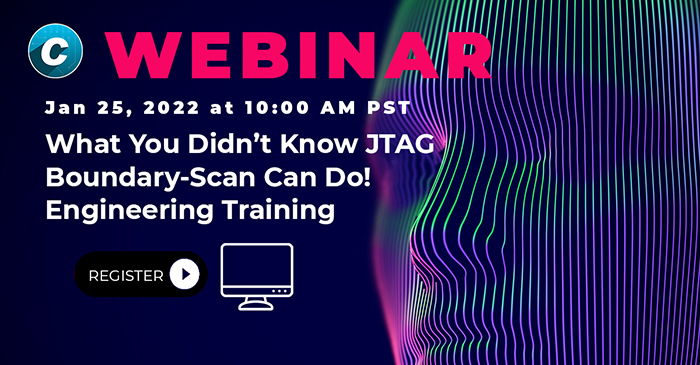 C
WEBINAR
Jan 25, 2022 at 10:00 AM PST
What You Didn’t Know JTAG
Boundary-Scan Can Do!
Engineering Training
REGISTER